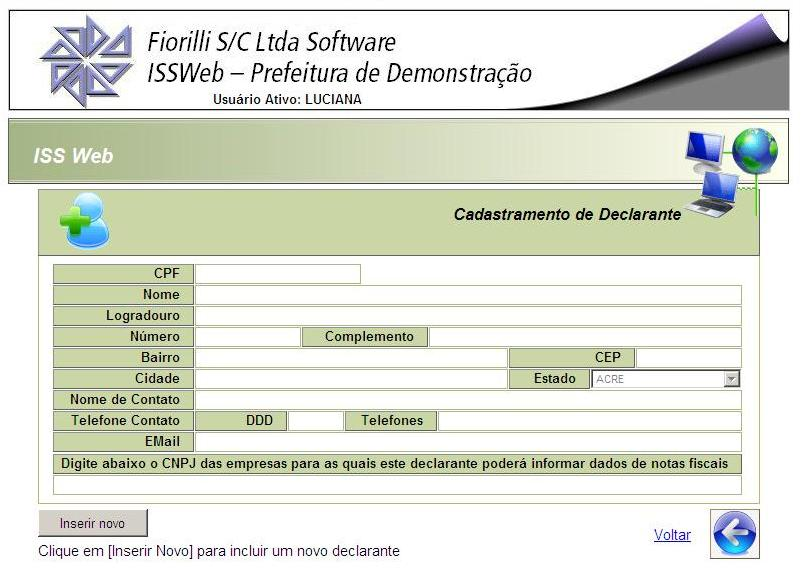 Fiorilli S/C Ltda Software
ISSWeb – Prefeitura de Demonstração
Usuário Ativo: LUCIANA
ISS Web
Cadastramento de Declarante
CPF
Nome
Logradouro
Número Complemento
Bairro CEP
Cidade Estado ACRE
Nome de Contato
Telefone Contato DDD Telefones
EMail
Digite abaixo o CNPJ das empresas para as quais este declarante poderá informar dados de notas fiscais
Inserir novo
Voltar
Clique em [Inserir Novo] para incluir um novo declarante